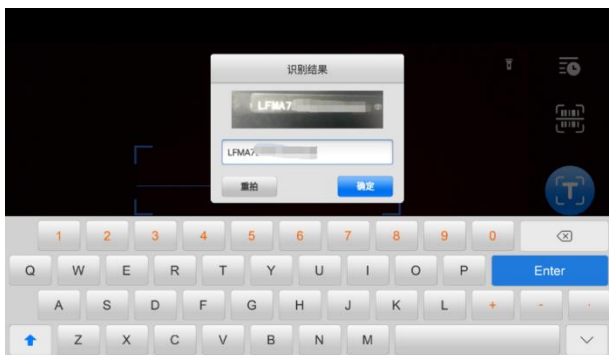 识别结果
LFMA7
LFMA7
重拍
确定
T
1 2 3 4 5 6 7 8 9 0
Q W E R T Y U I O P Enter
A S D F G H J K L + - .
Z X C V B N M